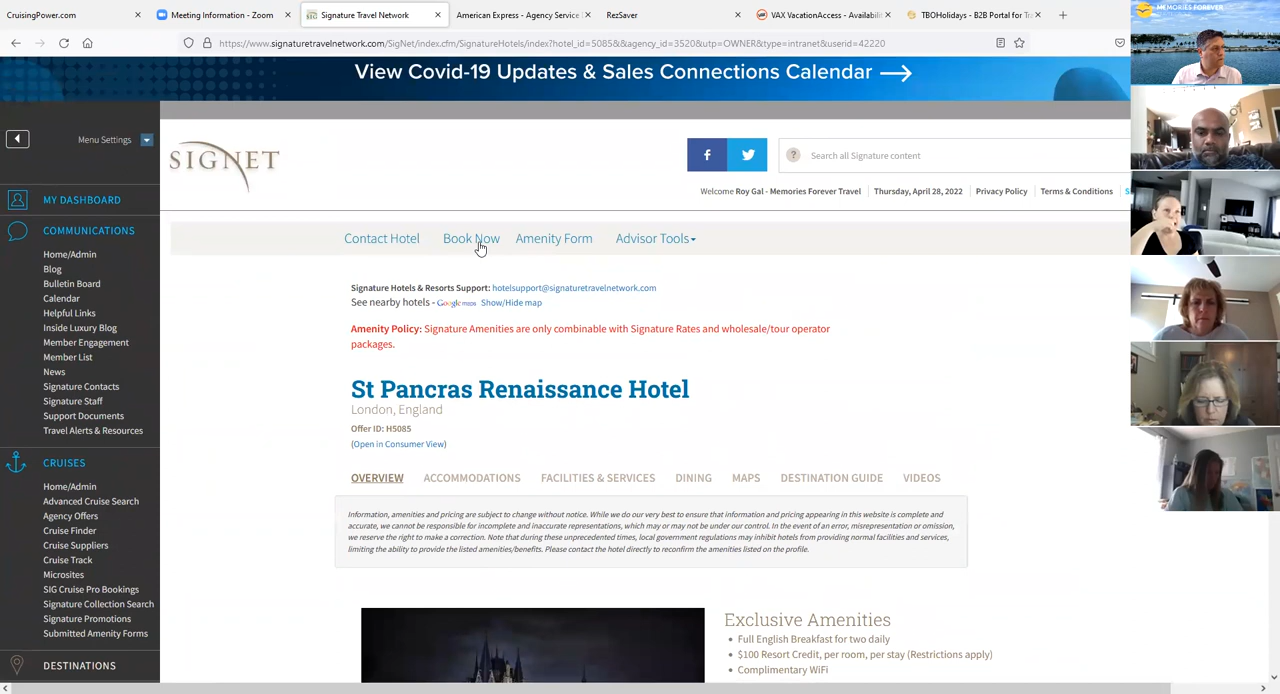 CruisingPower.com
Meeting Information - Zoom
Signature Travel Network
American Express - Agency Service
RezSaver
VAX VacationAccess - Availabili
TBOHolidays - B2B Portal for Tra
https://www.signaturetravelnetwork.com/SigNet/index.cfm/SignatureHotels/index?hotel_id=5085&&agency_id=3520&utp=OWNER&type=intranet&userid=42220
MEMORIES FOREVER
View Covid-19 Updates & Sales Connections Calendar
Menu Settings
SIGNET
f
? Search all Signature content
Welcome Roy Gal - Memories Forever Travel Thursday, April 28, 2022 Privacy Policy Terms & Conditions S
MY DASHBOARD
COMMUNICATIONS
Home/Admin
Blog
Bulletin Board
Calendar
Helpful Links
Inside Luxury Blog
Member Engagement
Member List
News
Signature Contacts
Signature Staff
Support Documents
Travel Alerts & Resources
CRUISES
Home/Admin
Advanced Cruise Search
Agency Offers
Cruise Finder
Cruise Suppliers
Cruise Track
Microsites
SIG Cruise Pro Bookings
Signature Collection Search
Signature Promotions
Submitted Amenity Forms
DESTINATIONS
Contact Hotel Book Now Amenity Form Advisor Tools
Signature Hotels & Resorts Support: hotelsupport@signaturetravelnetwork.com
See nearby hotels - Google maps Show/Hide map
Amenity Policy: Signature Amenities are only combinable with Signature Rates and wholesale/tour operator
packages.
St Pancras Renaissance Hotel
London, England
Offer ID: H5085
(Open in Consumer View)
OVERVIEW ACCOMMODATIONS FACILITIES & SERVICES DINING MAPS DESTINATION GUIDE VIDEOS
Information, amenities and pricing are subject to change without notice. While we do our very best to ensure that information and pricing appearing in this website is complete and
accurate, we cannot be responsible for incomplete and inaccurate representations, which may or may not be under our control. In the event of an error, misrepresentation or omission,
we reserve the right to make a correction. Note that during these unprecedented times, local government regulations may inhibit hotels from providing normal facilities and services,
limiting the ability to provide the listed amenities/benefits. Please contact the hotel directly to reconfirm the amenities listed on the profile.
Exclusive Amenities
Full English Breakfast for two daily
$100 Resort Credit, per room, per stay (Restrictions apply)
Complimentary WiFi